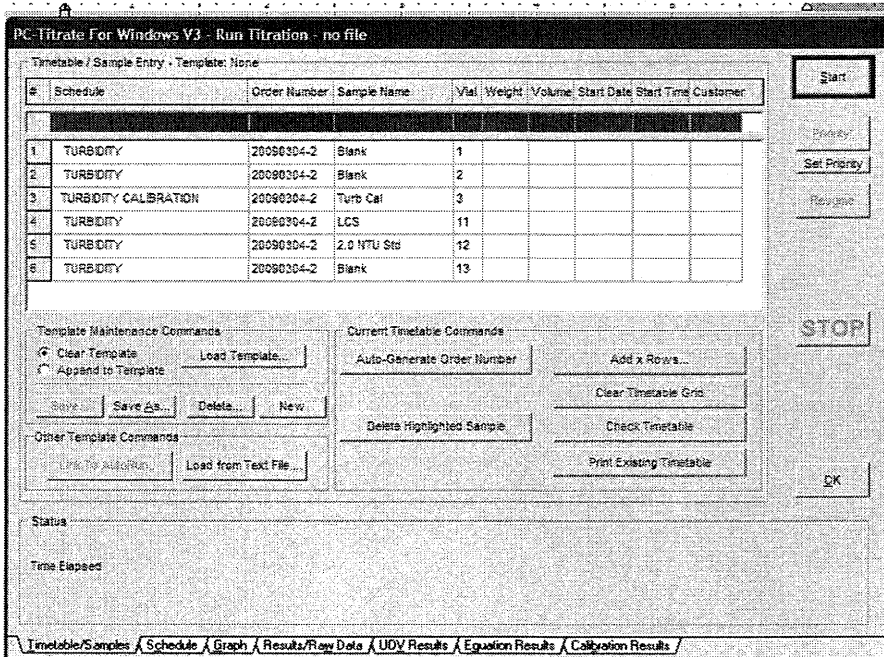 PC-Titrate For Windows V3 - Run Titration - no file
Timetable / Sample Entry - Template: None
# Schedule Order Number Sample Name Vial Weight Volume Start Date Start Time Customer
1 TURBIDITY 20090304-2 Blank 1
2 TURBIDITY 20090304-2 Blank 2
3 TURBIDITY CALIBRATION 20090304-2 Turb Cal 3
4 TURBIDITY 20090304-2 LCS 11
5 TURBIDITY 20090304-2 2.0 NTU Std 12
6 TURBIDITY 20090304-2 Blank 13
Start
Priority
Set Priority
Resume
STOP
OK
Template Maintenance Commands
Clear Template
Append to Template
Load Template...
Save... Save As... Delete... New
Other Template Commands
Link To AutoRun Load from Text File...
Current Timetable Commands
Auto-Generate Order Number Add x Rows...
Clear Timetable Grid
Delete Highlighted Sample Check Timetable
Print Existing Timetable
Status
Time Elapsed
Timetable/Samples Schedule Graph Results/Raw Data UDV Results Equation Results Calibration Results